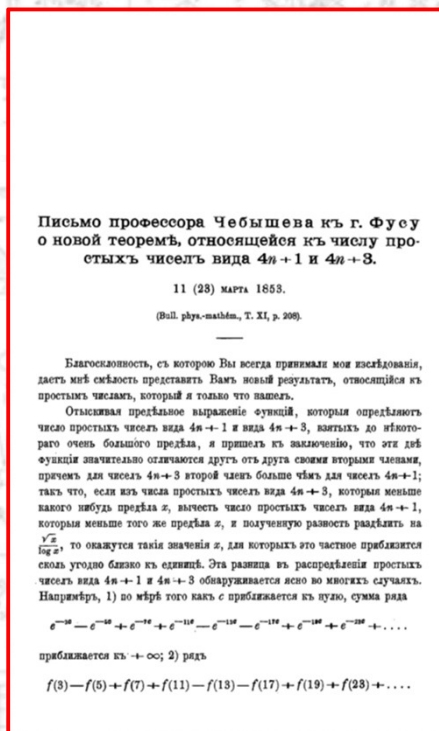 Письмо профессора Чебышева къ г. Фусу
о новой теоремѣ, относящейся къ числу про-
стыхъ чиселъ вида 4n + 1 и 4n + 3.
11 (23) МАРТА 1853.
(Bull. phys.-mathém., T. XI, p. 208).
Благосклонность, съ которою Вы всегда принимали мои изслѣдованія,
даетъ мнѣ смѣлость представить Вамъ новый результатъ, относящійся къ
простымъ числамъ, который я только что нашелъ.
Отыскивая предѣльное выраженіе функцій, которыя опредѣляютъ
число простыхъ чиселъ вида 4n + 1 и вида 4n + 3, взятыхъ до нѣкото-
раго очень большого предѣла, я пришелъ къ заключенію, что эти двѣ
функціи значительно отличаются другъ отъ друга своими вторыми членами,
причемъ для чиселъ 4n + 3 второй членъ больше чѣмъ для чиселъ 4n + 1;
такъ что, если изъ числа простыхъ чиселъ вида 4n + 3, которыя меньше
какого нибудь предѣла x, вычесть число простыхъ чиселъ вида 4n + 1,
которыя меньше того же предѣла x, и полученную разность раздѣлить на
√x / log x, то окажутся такія значенія x, для которыхъ это частное приблизится
сколь угодно близко къ единицѣ. Эта разница въ распредѣленіи простыхъ
чиселъ вида 4n + 1 и 4n + 3 обнаруживается ясно во многихъ случаяхъ.
Напримѣръ, 1) по мѣрѣ того какъ c приближается къ нулю, сумма ряда
e^{-3c} — e^{-5c} + e^{-7c} + e^{-11c} — e^{-13c} — e^{-17c} + e^{-19c} + e^{-23c} + ....
приближается къ + ∞; 2) рядъ
f(3) — f(5) + f(7) + f(11) — f(13) — f(17) + f(19) + f(23) + ....